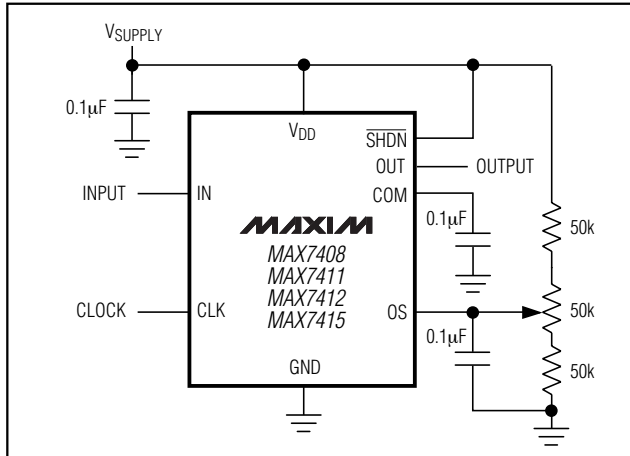 VSUPPLY
0.1µF
VDD
SHDN
OUT
OUTPUT
INPUT
IN
COM
MAXIM
0.1µF
50k
MAX7408
MAX7411
MAX7412
MAX7415
CLOCK
CLK
OS
50k
0.1µF
GND
50k